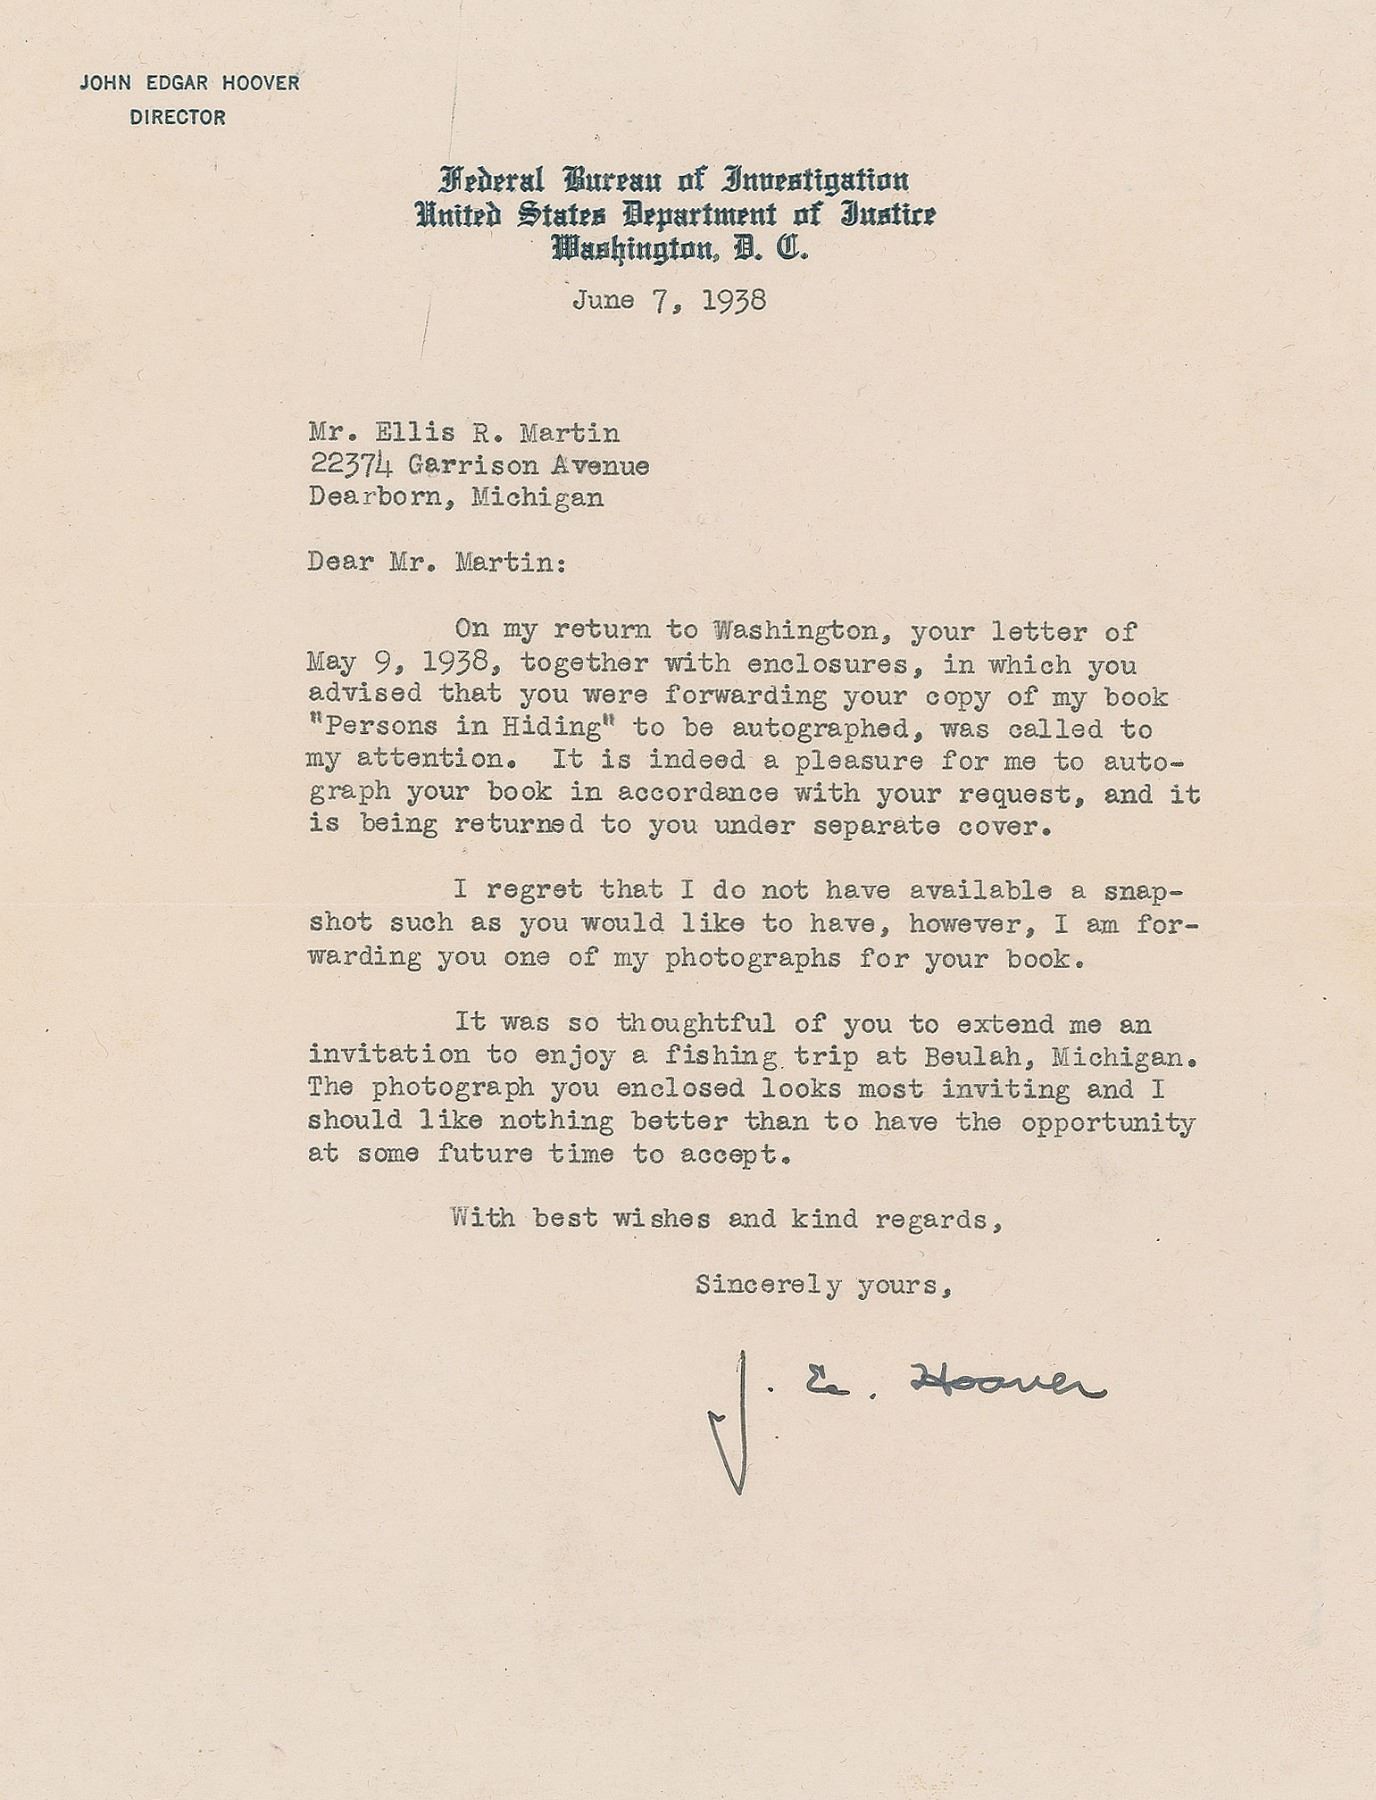 JOHN EDGAR HOOVER
DIRECTOR
Federal Bureau of Investigation
United States Department of Justice
Washington, D. C.
June 7, 1938
Mr. Ellis R. Martin
22374 Garrison Avenue
Dearborn, Michigan
Dear Mr. Martin:
On my return to Washington, your letter of
May 9, 1938, together with enclosures, in which you
advised that you were forwarding your copy of my book
"Persons in Hiding" to be autographed, was called to
my attention. It is indeed a pleasure for me to auto-
graph your book in accordance with your request, and it
is being returned to you under separate cover.
I regret that I do not have available a snap-
shot such as you would like to have, however, I am for-
warding you one of my photographs for your book.
It was so thoughtful of you to extend me an
invitation to enjoy a fishing trip at Beulah, Michigan.
The photograph you enclosed looks most inviting and I
should like nothing better than to have the opportunity
at some future time to accept.
With best wishes and kind regards,
Sincerely yours,
J. E. Hoover